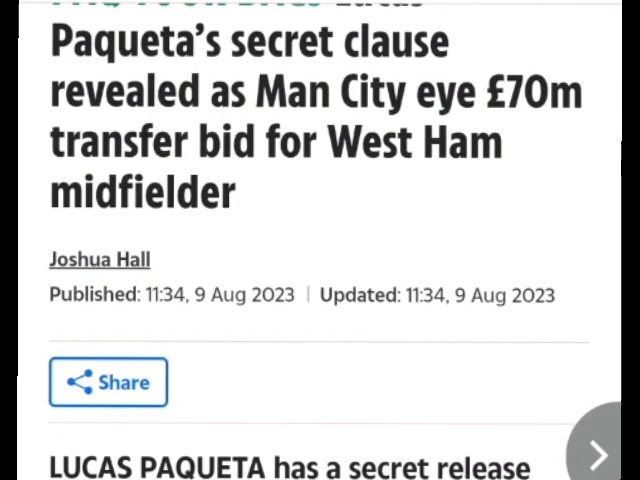 Paqueta's secret clause
revealed as Man City eye £70m
transfer bid for West Ham
midfielder
Joshua Hall
Published: 11:34, 9 Aug 2023 | Updated: 11:34, 9 Aug 2023
Share
LUCAS PAQUETA has a secret release